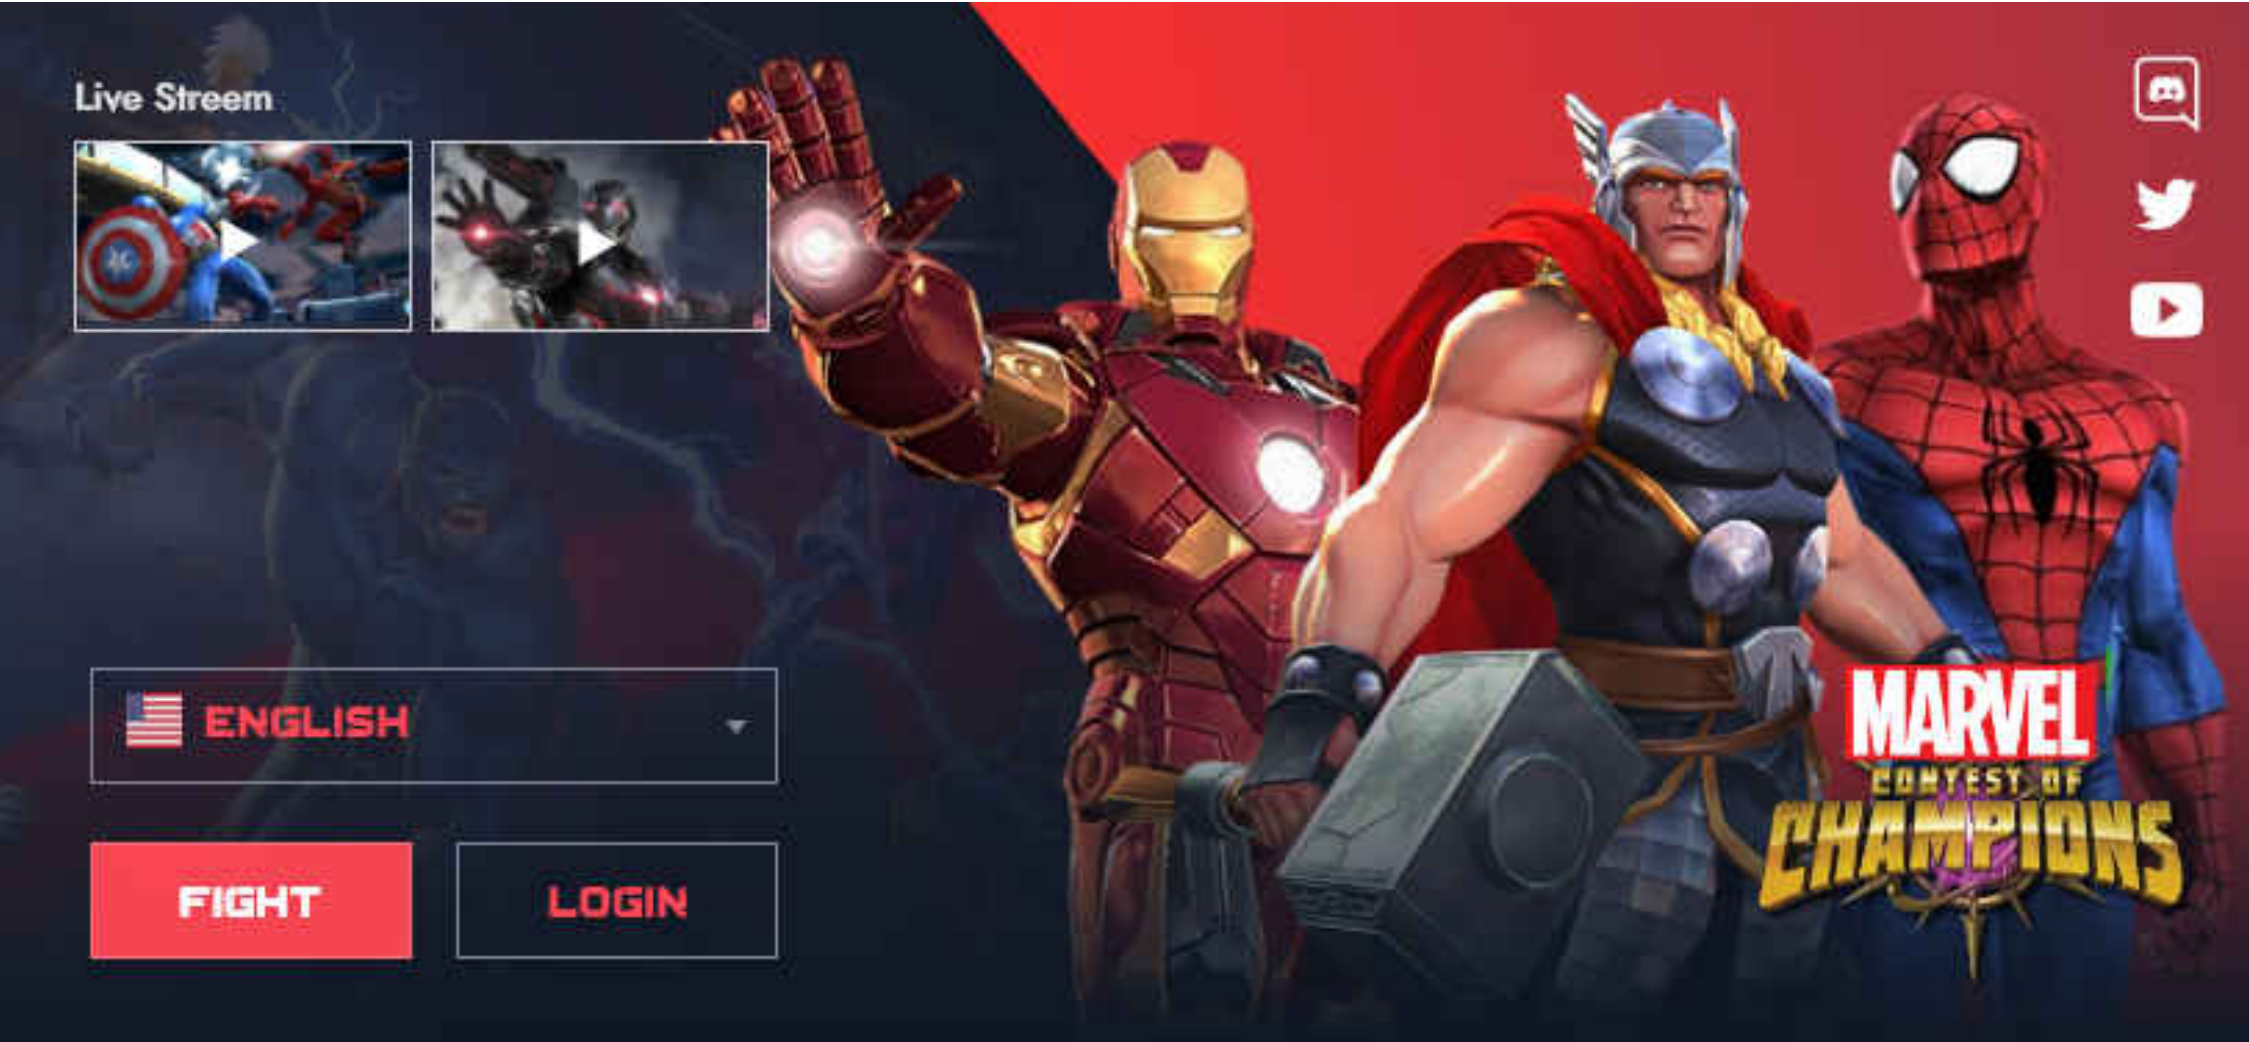 Live Streem
ENGLISH
FIGHT
LOGIN
MARVEL
CONTEST OF
CHAMPIONS